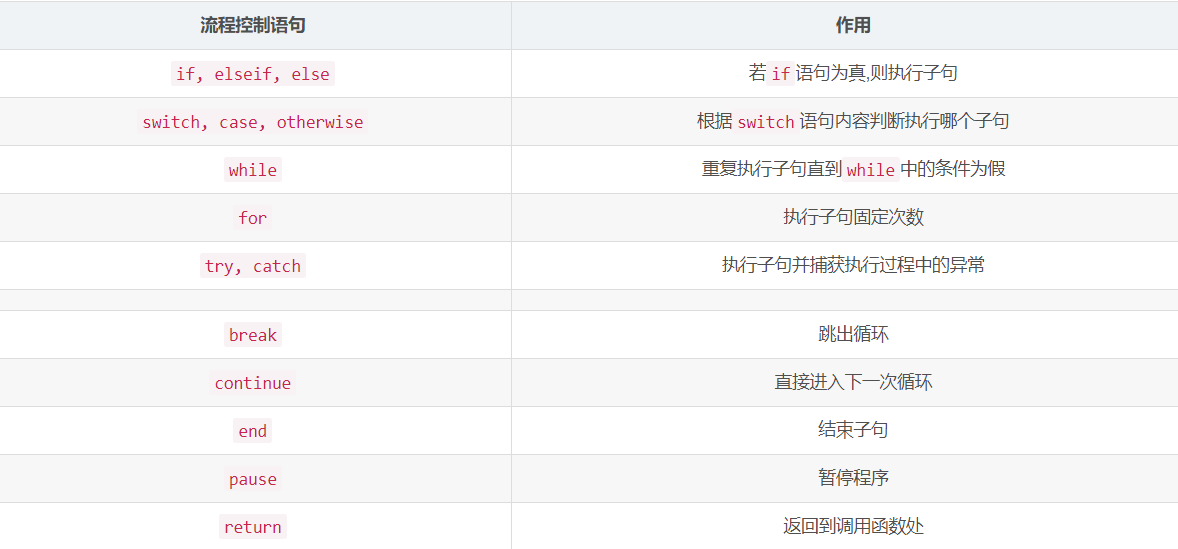 流程控制语句 作用
if, elseif, else 若 if 语句为真,则执行子句
switch, case, otherwise 根据 switch 语句内容判断执行哪个子句
while 重复执行子句直到 while 中的条件为假
for 执行子句固定次数
try, catch 执行子句并捕获执行过程中的异常
break 跳出循环
continue 直接进入下一次循环
end 结束子句
pause 暂停程序
return 返回到调用函数处